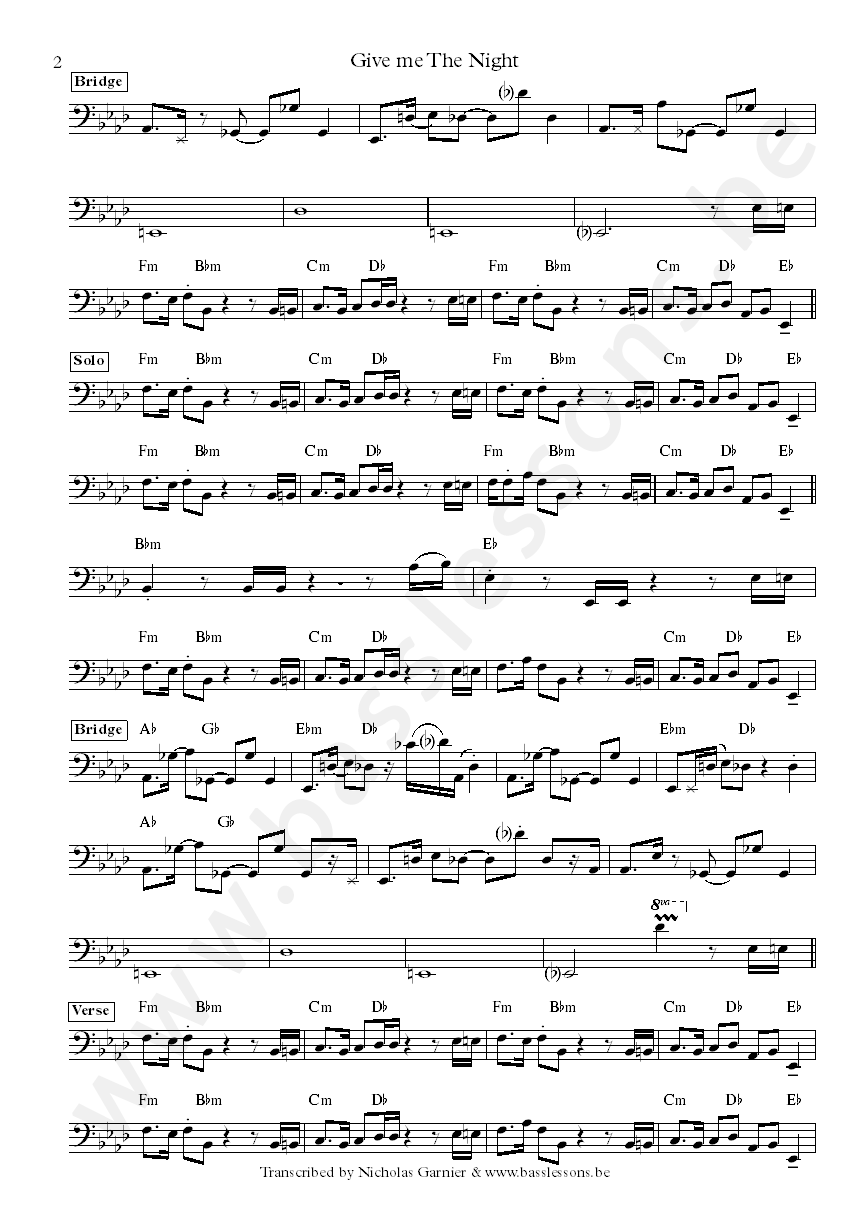 2
Give me The Night
Bridge
Fm B♭m Cm D♭ Fm B♭m Cm D♭ E♭
Solo Fm B♭m Cm D♭ Fm B♭m Cm D♭ E♭
Fm B♭m Cm D♭ Fm B♭m Cm D♭ E♭
B♭m E♭
Fm B♭m Cm D♭ Cm D♭ E♭
Bridge A♭ G♭ E♭m D♭ E♭m D♭
A♭ G♭
8va
Verse Fm B♭m Cm D♭ Fm B♭m Cm D♭ E♭
Fm B♭m Cm D♭ Cm D♭ E♭
Transcribed by Nicholas Garnier & www.basslessons.be
www.basslessons.be